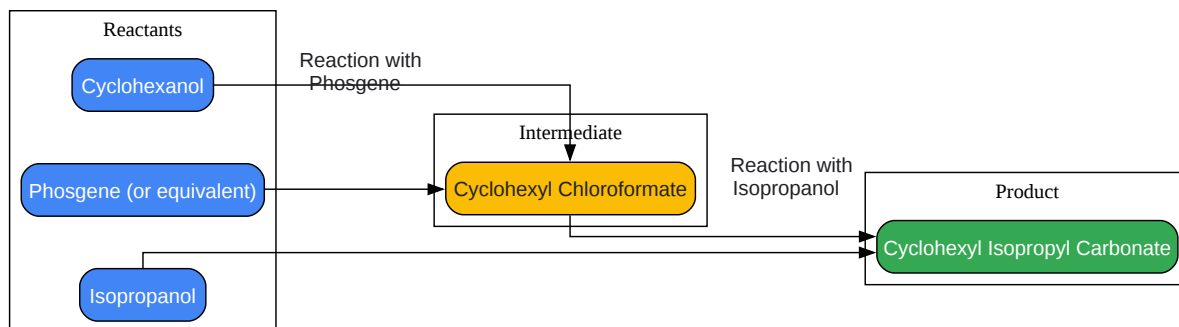 Reactants
Cyclohexanol
Phosgene (or equivalent)
Isopropanol
Reaction with
Phosgene
Intermediate
Cyclohexyl Chloroformate
Reaction with
Isopropanol
Product
Cyclohexyl Isopropyl Carbonate